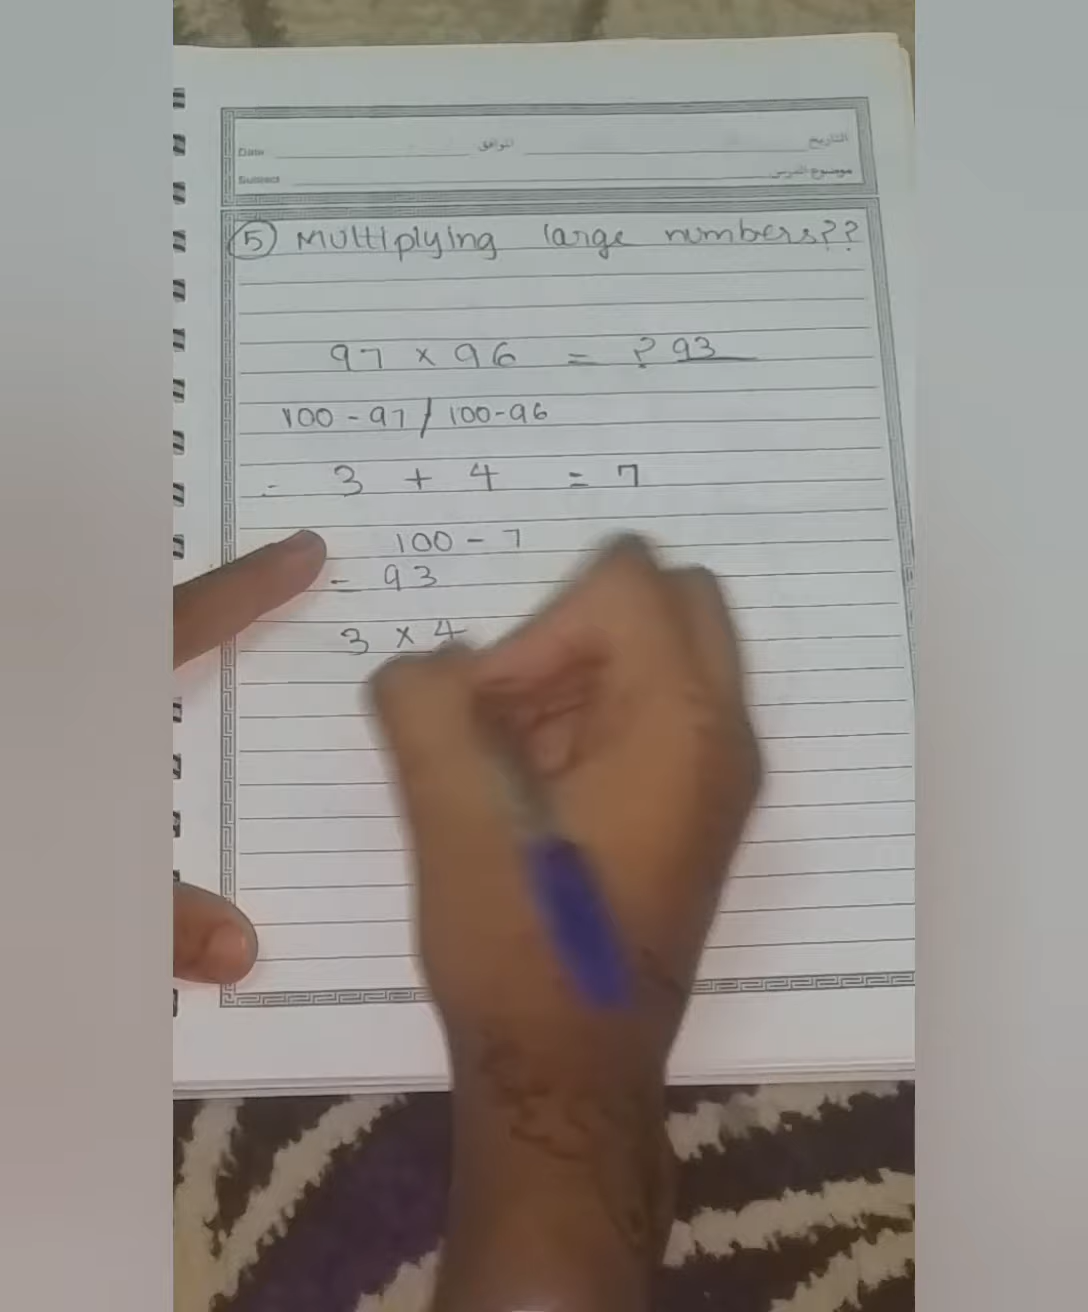 Date الموافق التاريخ
Subject موضوع الدرس
5 Multiplying large numbers??
97 × 96 = ? 93
100 - 97 / 100-96
= 3 + 4 = 7
100 - 7
= 93
3 × 4